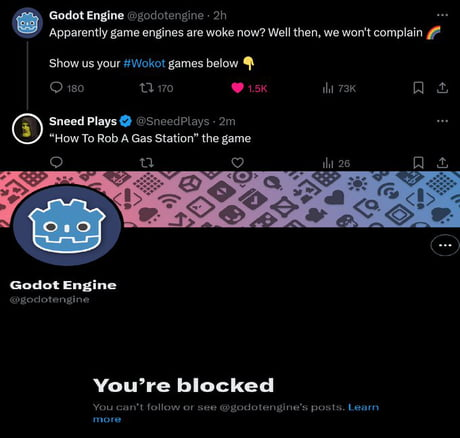 Godot Engine @godotengine · 2h
Apparently game engines are woke now? Well then, we won't complain 🌈
Show us your #Wokot games below 👇
180 170 1.5K 73K
Sneed Plays @SneedPlays · 2m
“How To Rob A Gas Station” the game
26
Godot Engine
@godotengine
You’re blocked
You can’t follow or see @godotengine’s posts. Learn
more